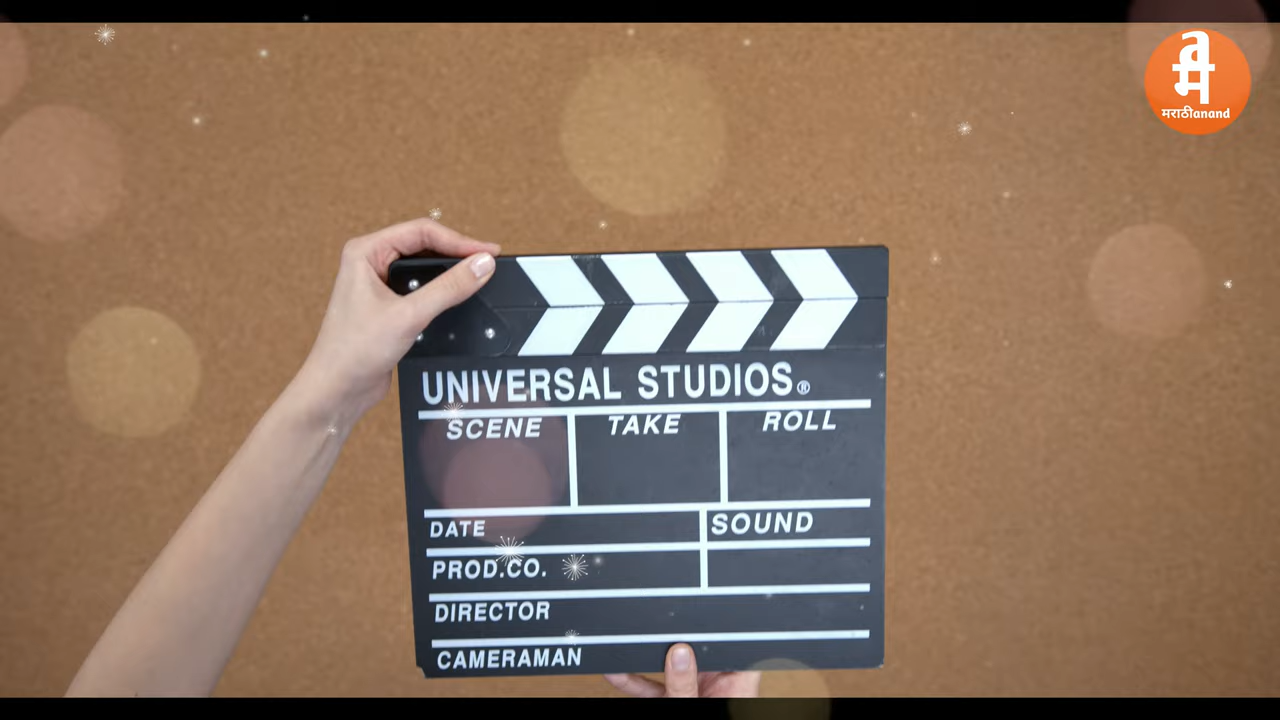 a
म
मराठीanand
UNIVERSAL STUDIOS®
SCENE TAKE ROLL
DATE SOUND
PROD.CO.
DIRECTOR
CAMERAMAN